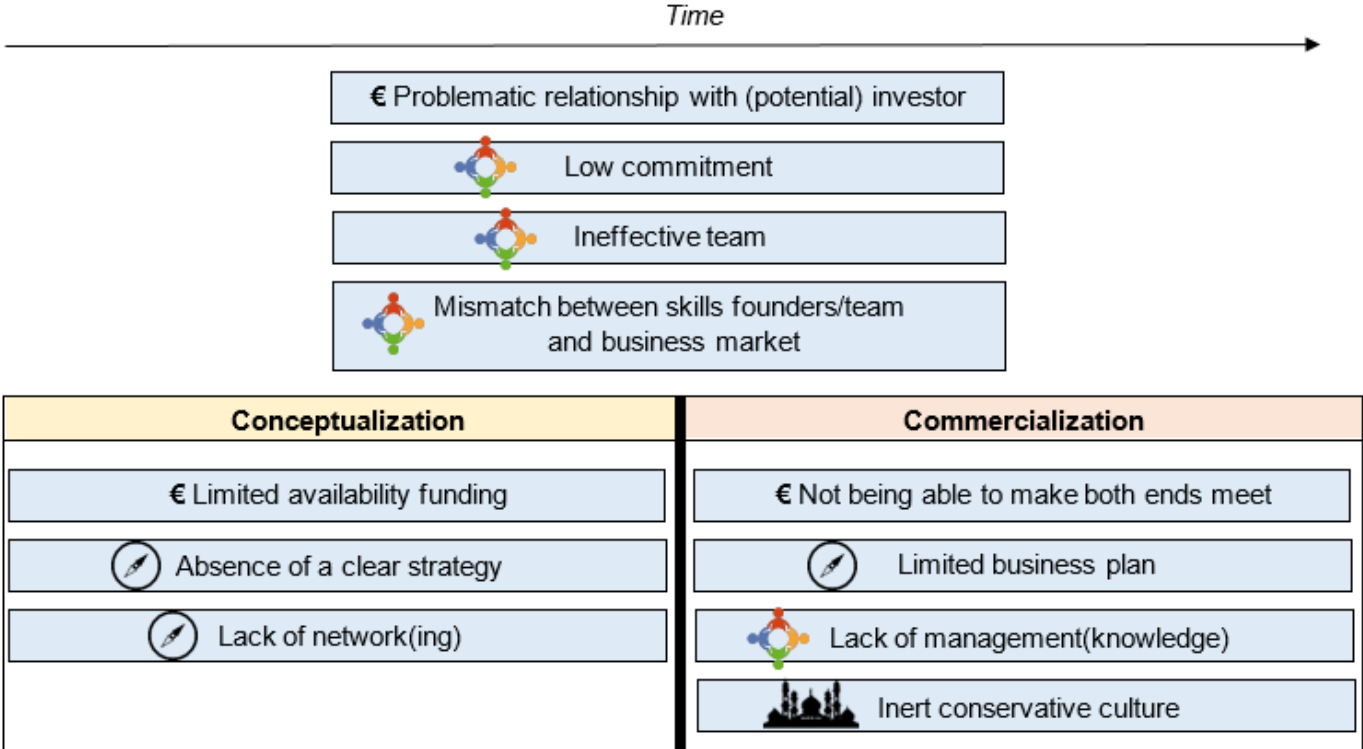 Time
€ Problematic relationship with (potential) investor
Low commitment
Ineffective team
Mismatch between skills founders/team
and business market
Conceptualization
Commercialization
€ Limited availability funding
€ Not being able to make both ends meet
Absence of a clear strategy
Limited business plan
Lack of network(ing)
Lack of management(knowledge)
Inert conservative culture